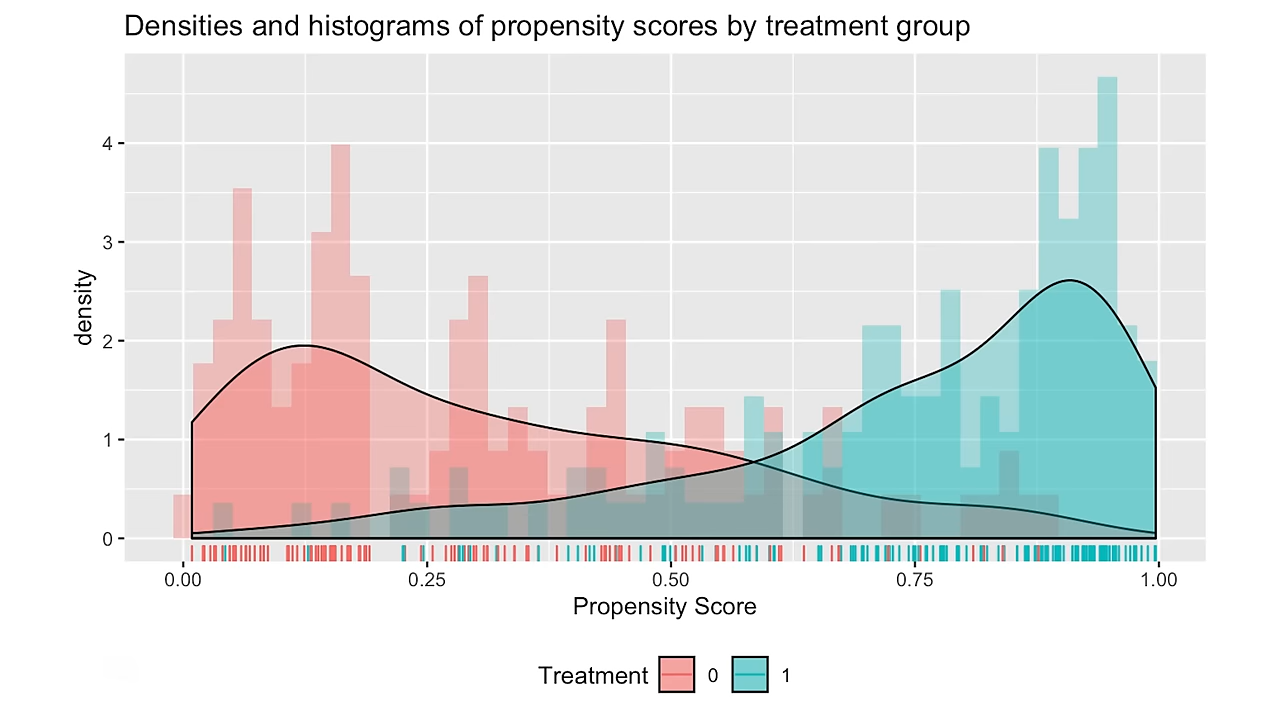 Densities and histograms of propensity scores by treatment group
density
4
3
2
1
0
0.00 0.25 0.50 0.75 1.00
Propensity Score
Treatment 0 1